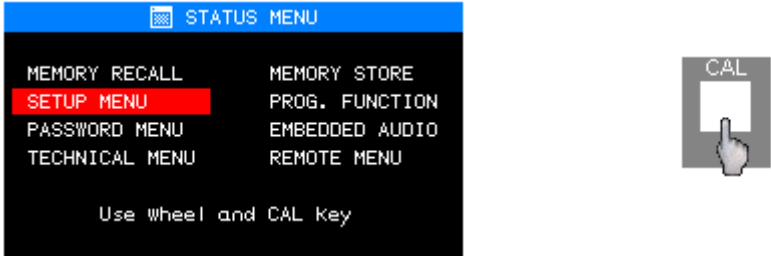 STATUS MENU
MEMORY RECALL MEMORY STORE
SETUP MENU PROG. FUNCTION
PASSWORD MENU EMBEDDED AUDIO
TECHNICAL MENU REMOTE MENU
Use Wheel and CAL Key
CAL